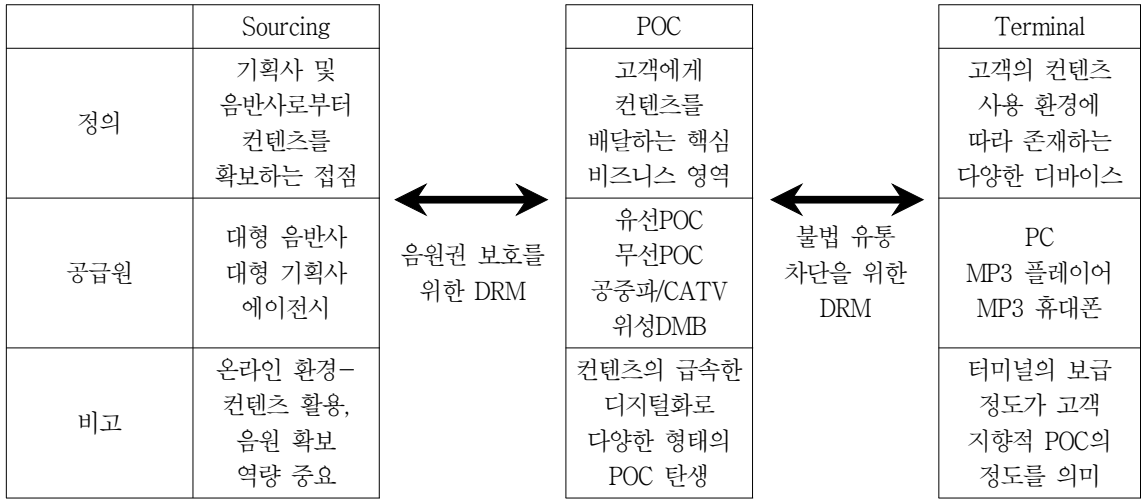 Sourcing
POC
Terminal
정의
기획사 및
음반사로부터
컨텐츠를
확보하는 접점
고객에게
컨텐츠를
배달하는 핵심
비즈니스 영역
고객의 컨텐츠
사용 환경에
따라 존재하는
다양한 디바이스
공급원
대형 음반사
대형 기획사
에이전시
음원권 보호를
위한 DRM
유선POC
무선POC
공중파/CATV
위성DMB
불법 유통
차단을 위한
DRM
PC
MP3 플레이어
MP3 휴대폰
비고
온라인 환경-
컨텐츠 활용,
음원 확보
역량 중요
컨텐츠의 급속한
디지털화로
다양한 형태의
POC 탄생
터미널의 보급
정도가 고객
지향적 POC의
정도를 의미